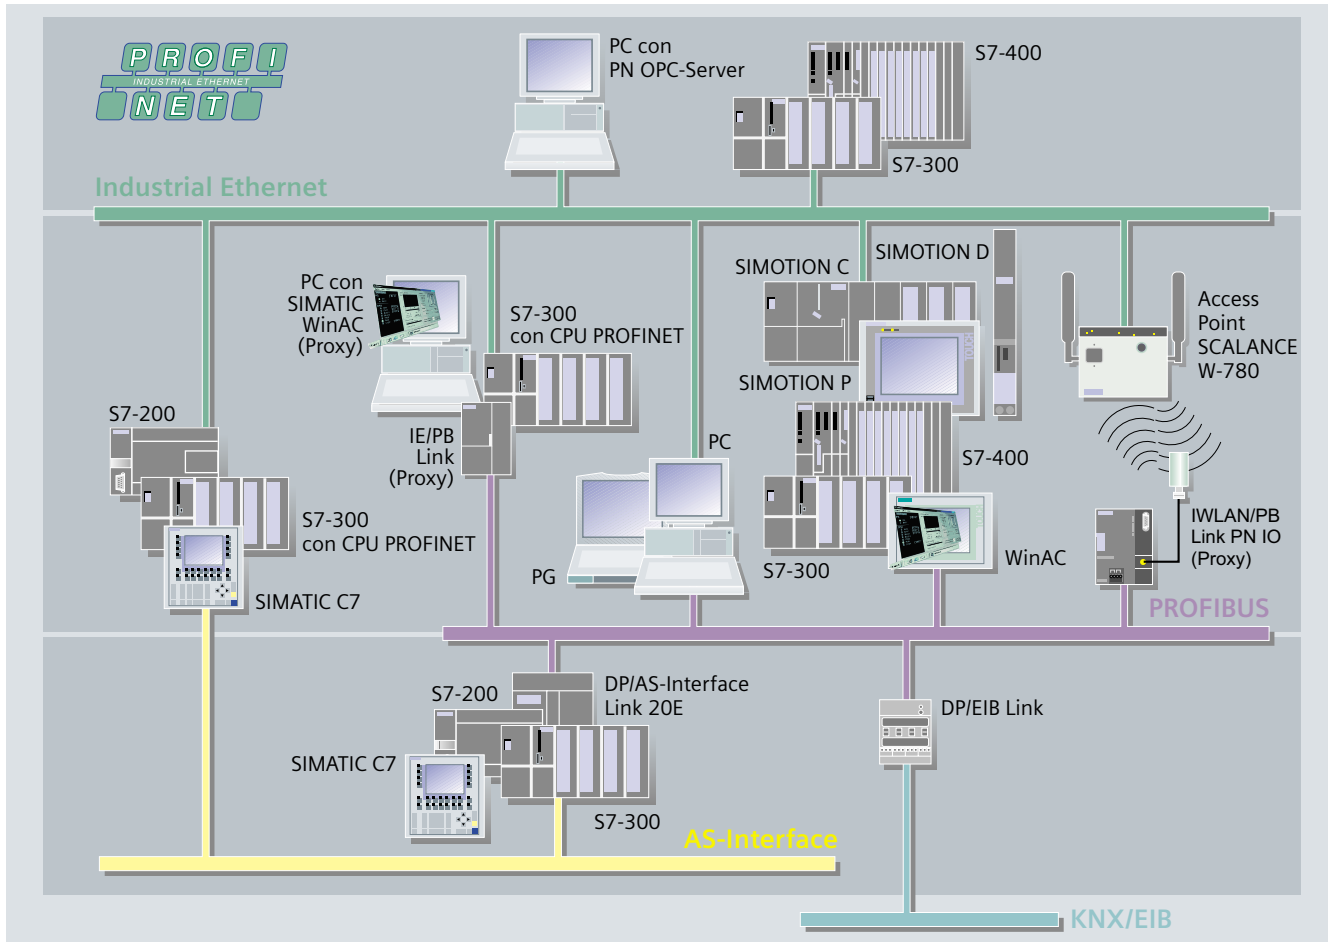 PROFI
INDUSTRIAL ETHERNET
NET
PC con
PN OPC-Server
S7-400
S7-300
Industrial Ethernet
PC con
SIMATIC
WinAC
(Proxy)
S7-300
con CPU PROFINET
SIMOTION C
SIMOTION D
SIMOTION P
TOUCH
Access
Point
SCALANCE
W-780
S7-200
IE/PB
Link
(Proxy)
PC
S7-400
S7-300
con CPU PROFINET
PG
S7-300
WinAC
IWLAN/PB
Link PN IO
(Proxy)
SIMATIC C7
PROFIBUS
S7-200
DP/AS-Interface
Link 20E
DP/EIB Link
SIMATIC C7
S7-300
AS-Interface
KNX/EIB